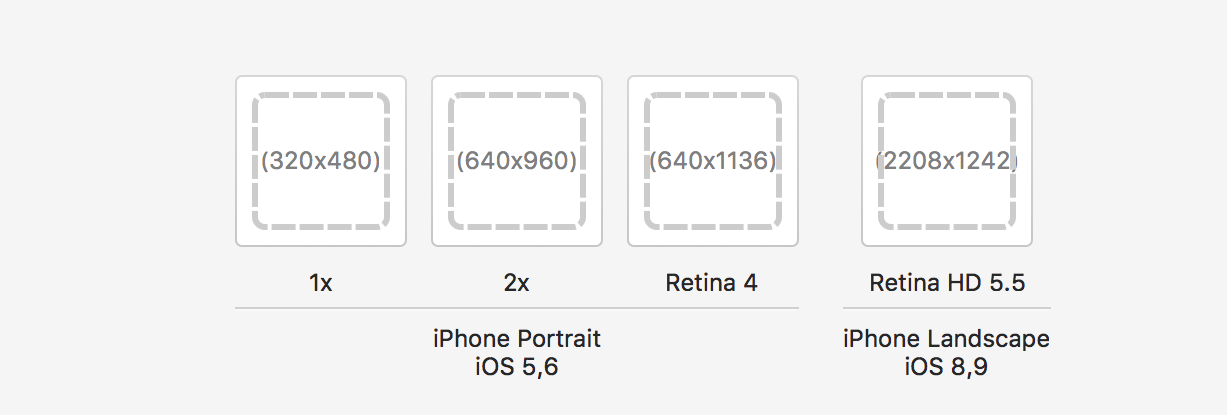 (320x480) (640x960) (640x1136) (2208x1242)
1x 2x Retina 4 Retina HD 5.5
iPhone Portrait iPhone Landscape
iOS 5,6 iOS 8,9